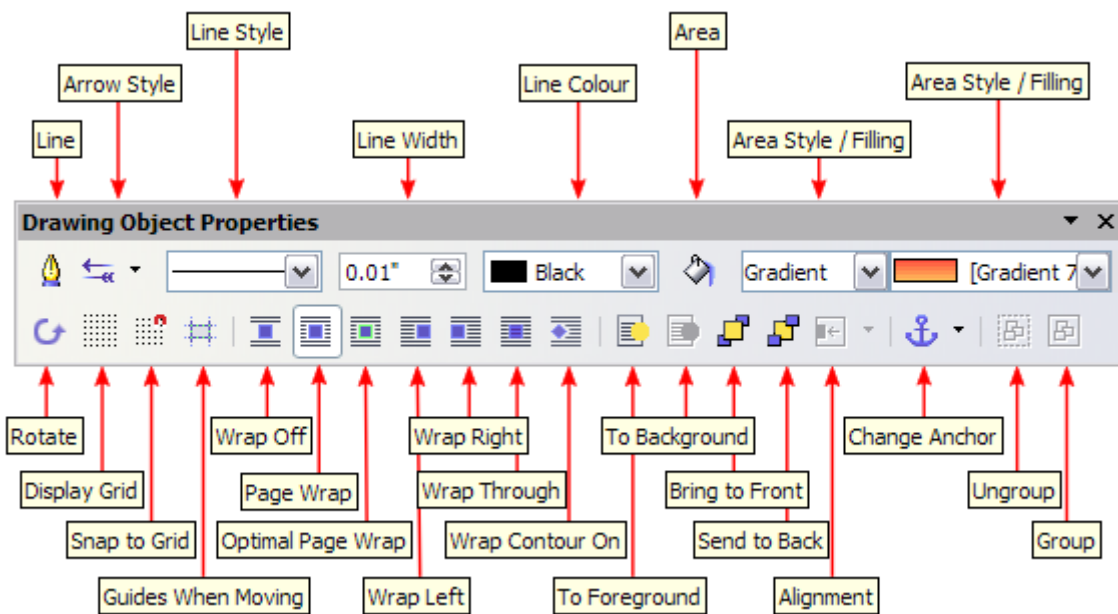 Line Style
Area
Arrow Style
Line Colour
Area Style / Filling
Line
Line Width
Area Style / Filling
Drawing Object Properties
0.01"
Black
Gradient
[Gradient 7
Rotate
Wrap Off
Wrap Right
To Background
Change Anchor
Display Grid
Page Wrap
Wrap Through
Bring to Front
Ungroup
Snap to Grid
Optimal Page Wrap
Wrap Contour On
Send to Back
Group
Guides When Moving
Wrap Left
To Foreground
Alignment